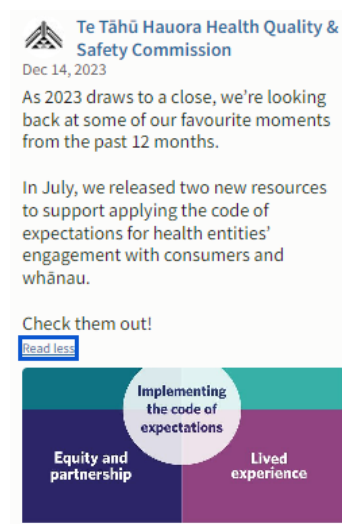 Te Tāhū Hauora Health Quality &
Safety Commission
Dec 14, 2023
As 2023 draws to a close, we’re looking
back at some of our favourite moments
from the past 12 months.
In July, we released two new resources
to support applying the code of
expectations for health entities’
engagement with consumers and
whānau.
Check them out!
Read less
Implementing
the code of
expectations
Equity and
partnership
Lived
experience